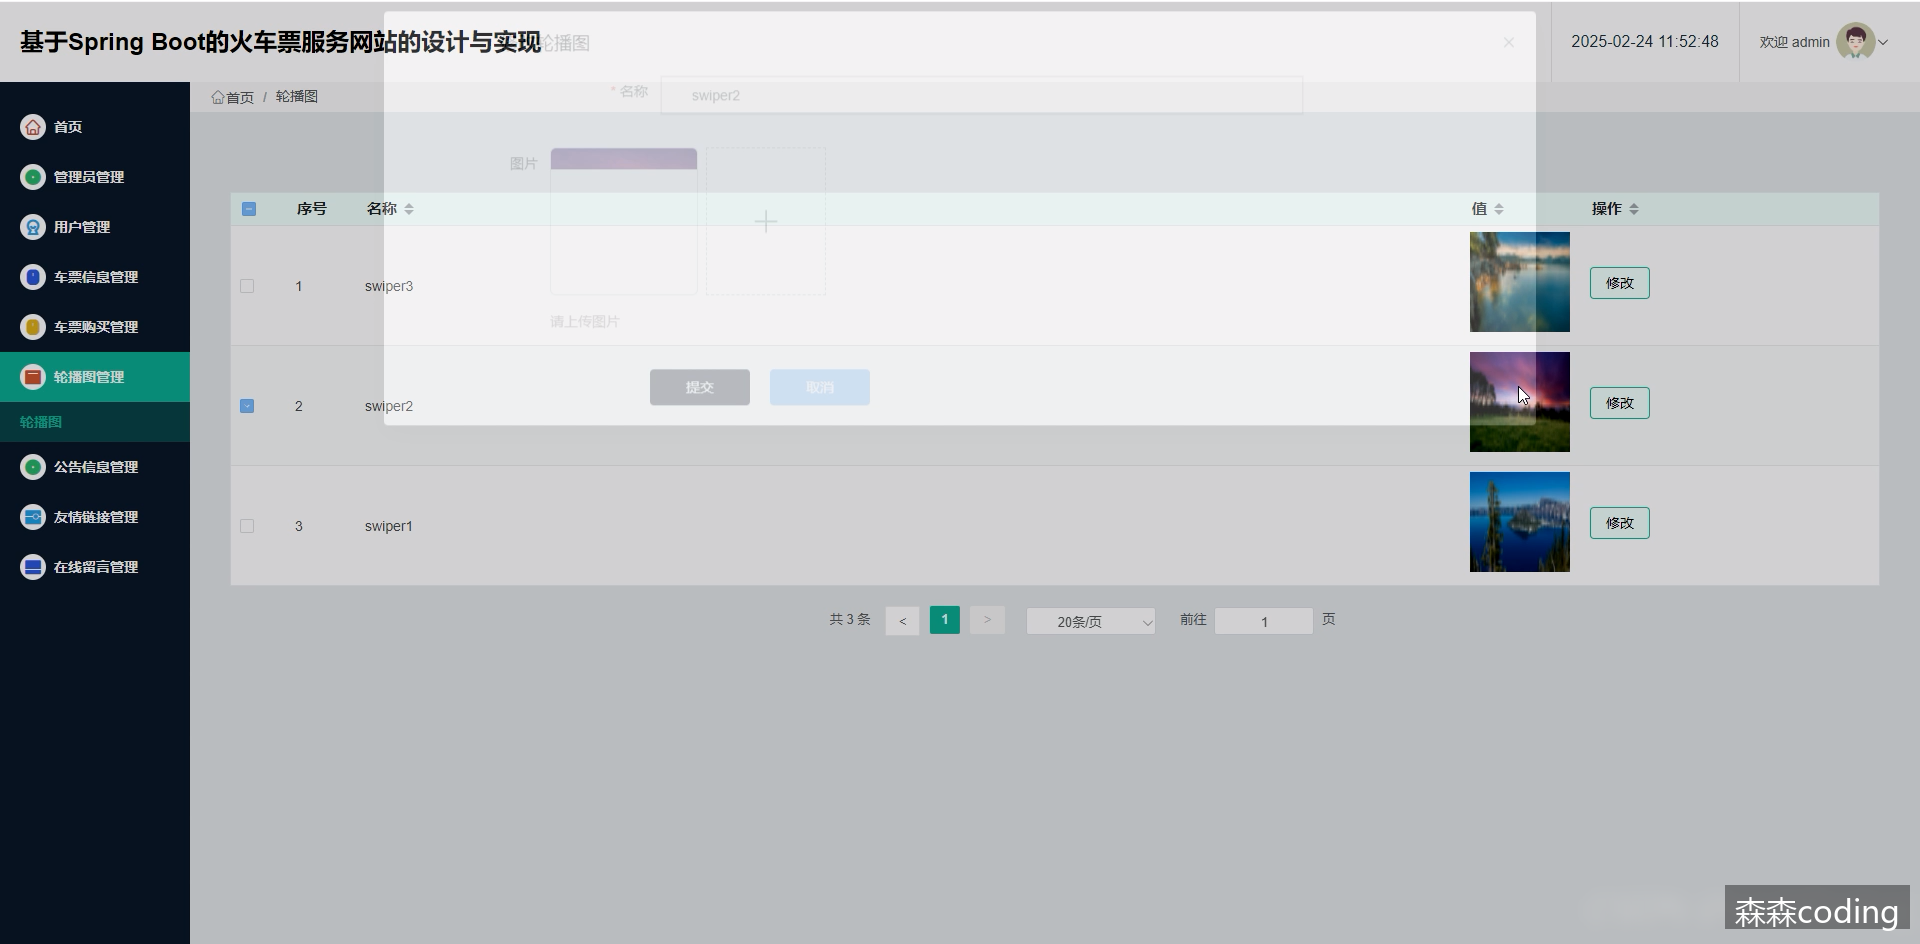 基于Spring Boot的火车票服务网站的设计与实现
轮播图
2025-02-24 11:52:48
欢迎 admin
首页 / 轮播图
* 名称
swiper2
图片
请上传图片
提交
取消
首页
管理员管理
用户管理
车票信息管理
车票购买管理
轮播图管理
轮播图
公告信息管理
友情链接管理
在线留言管理
序号 名称 值 操作
1 swiper3 修改
2 swiper2 修改
3 swiper1 修改
共 3 条 < 1 > 20条/页 前往 1 页
森森coding